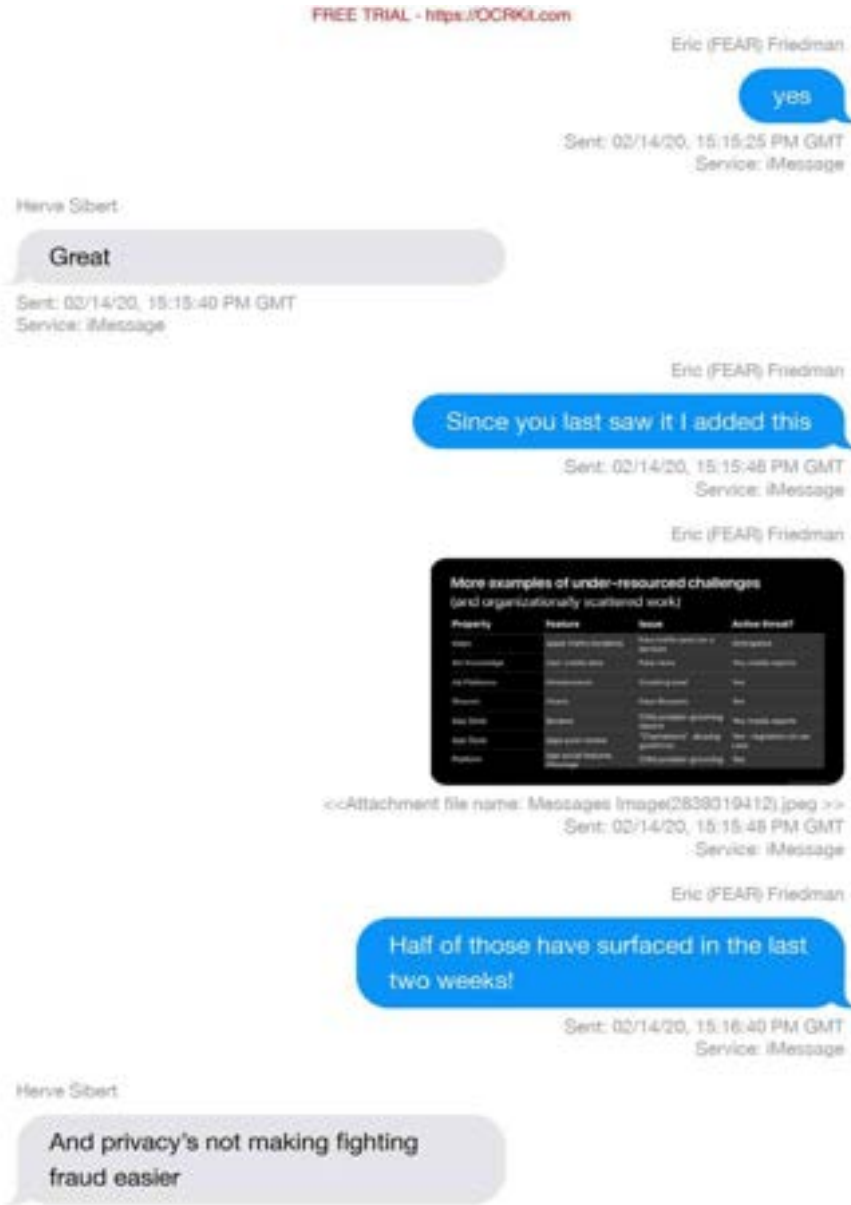 FREE TRIAL - https://OCRKit.com
Eric (FEAR) Friedman
yes
Sent: 02/14/20, 15:15:25 PM GMT
Service: iMessage
Herve Sibert
Great
Sent: 02/14/20, 15:15:40 PM GMT
Service: iMessage
Eric (FEAR) Friedman
Since you last saw it I added this
Sent: 02/14/20, 15:15:46 PM GMT
Service: iMessage
Eric (FEAR) Friedman
More examples of under-resourced challenges
(and organizationally scattered work)
Property Feature Issue Active threat?
<<Attachment file name: Messages Image(2838019412).jpeg >>
Sent: 02/14/20, 15:15:48 PM GMT
Service: iMessage
Eric (FEAR) Friedman
Half of those have surfaced in the last
two weeks!
Sent: 02/14/20, 15:16:40 PM GMT
Service: iMessage
Herve Sibert
And privacy's not making fighting
fraud easier